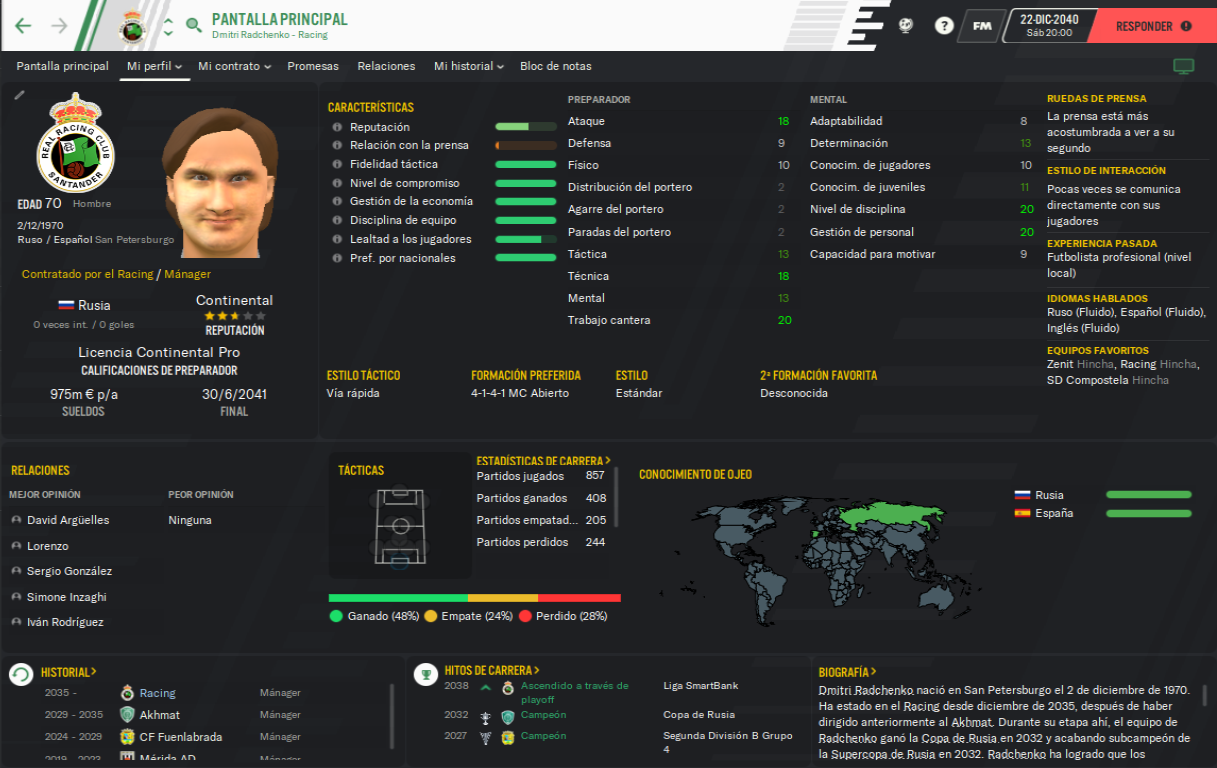 PANTALLA PRINCIPAL
Dmitri Radchenko - Racing
?
FM
22-DIC-2040
Sáb 20:00
RESPONDER
Pantalla principal
Mi perfil
Mi contrato
Promesas
Relaciones
Mi historial
Bloc de notas
REAL RACING CLUB
SANTANDER
EDAD 70 Hombre
2/12/1970
Ruso / Español San Petersburgo
Contratado por el Racing / Mánager
Rusia
0 veces int. / 0 goles
Continental
REPUTACIÓN
Licencia Continental Pro
CALIFICACIONES DE PREPARADOR
975m € p/a
SUELDOS
30/6/2041
FINAL
CARACTERÍSTICAS
Reputación
Relación con la prensa
Fidelidad táctica
Nivel de compromiso
Gestión de la economía
Disciplina de equipo
Lealtad a los jugadores
Pref. por nacionales
PREPARADOR
Ataque 18
Defensa 9
Físico 10
Distribución del portero 2
Agarre del portero 2
Paradas del portero 2
Táctica 13
Técnica 18
Mental 13
Trabajo cantera 20
MENTAL
Adaptabilidad 8
Determinación 13
Conocim. de jugadores 10
Conocim. de juveniles 11
Nivel de disciplina 20
Gestión de personal 20
Capacidad para motivar 9
RUEDAS DE PRENSA
La prensa está más
acostumbrada a ver a su
segundo
ESTILO DE INTERACCIÓN
Pocas veces se comunica
directamente con sus
jugadores
EXPERIENCIA PASADA
Futbolista profesional (nivel
local)
IDIOMAS HABLADOS
Ruso (Fluido), Español (Fluido),
Inglés (Fluido)
EQUIPOS FAVORITOS
Zenit Hincha, Racing Hincha,
SD Compostela Hincha
ESTILO TÁCTICO
Vía rápida
FORMACIÓN PREFERIDA
4-1-4-1 MC Abierto
ESTILO
Estándar
2ª FORMACIÓN FAVORITA
Desconocida
RELACIONES
MEJOR OPINIÓN
David Argüelles
Lorenzo
Sergio González
Simone Inzaghi
Iván Rodríguez
PEOR OPINIÓN
Ninguna
TÁCTICAS
ESTADÍSTICAS DE CARRERA >
Partidos jugados 857
Partidos ganados 408
Partidos empatad... 205
Partidos perdidos 244
Ganado (48%) Empate (24%) Perdido (28%)
CONOCIMIENTO DE OJEO
Rusia
España
HISTORIAL >
2035 - Racing Mánager
2029 - 2035 Akhmat Mánager
2024 - 2029 CF Fuenlabrada Mánager
2019 - 2023 Mérida AD Mánager
HITOS DE CARRERA >
2038 Ascendido a través de
playoff
Liga SmartBank
2032 Campeón Copa de Rusia
2027 Campeón Segunda División B Grupo
4
BIOGRAFÍA >
Dmitri Radchenko nació en San Petersburgo el 2 de diciembre de 1970.
Ha estado en el Racing desde diciembre de 2035, después de haber
dirigido anteriormente al Akhmat. Durante su etapa ahí, el equipo de
Radchenko ganó la Copa de Rusia en 2032 y acabando subcampeón de
la Supercopa de Rusia en 2032. Radchenko ha logrado que los